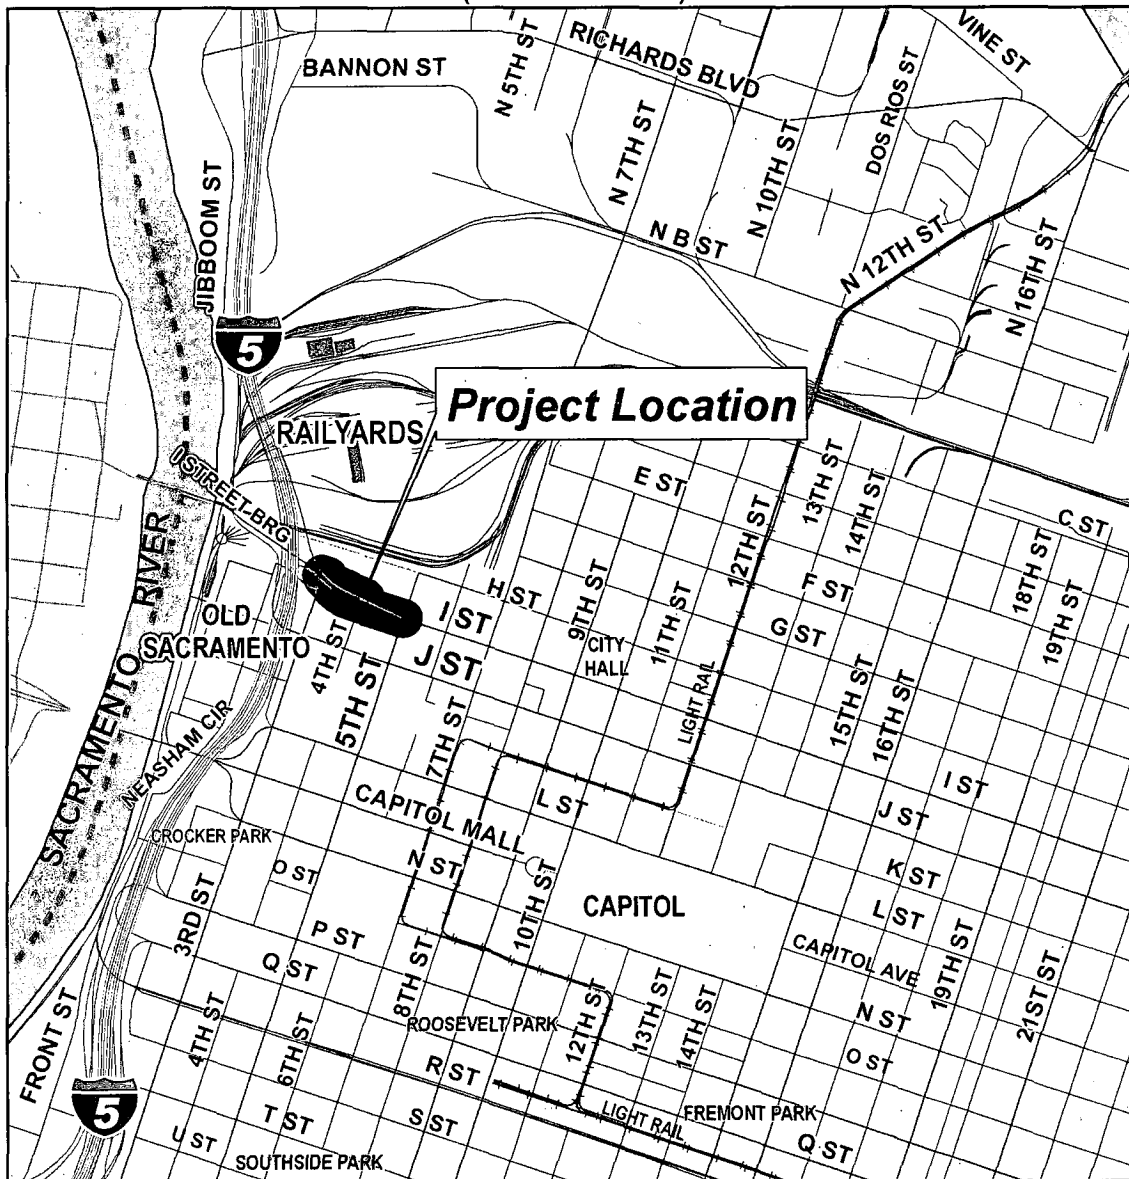 VINE ST
RICHARDS BLVD
BANNON ST
N 5TH ST
DOS RIOS ST
N 7TH ST
N 10TH ST
JIBBOOM ST
N B ST
N 12TH ST
N 16TH ST
5
Project Location
RAILYARDS
I STREET BRG
E ST
13TH ST
14TH ST
12TH ST
C ST
18TH ST
19TH ST
H ST
9TH ST
11TH ST
F ST
G ST
CITY
HALL
SACRAMENTO RIVER
OLD
SACRAMENTO
I ST
J ST
4TH ST
5TH ST
7TH ST
LIGHT RAIL
15TH ST
16TH ST
NEASHAM CIR
I ST
J ST
L ST
CAPITOL MALL
CROCKER PARK
O ST
N ST
K ST
L ST
10TH ST
CAPITOL
3RD ST
P ST
Q ST
8TH ST
CAPITOL AVE
19TH ST
21ST ST
FRONT ST
4TH ST
6TH ST
ROOSEVELT PARK
12TH ST
13TH ST
14TH ST
N ST
O ST
R ST
5
T ST
S ST
LIGHT RAIL
FREMONT PARK
U ST
Q ST
SOUTHSIDE PARK